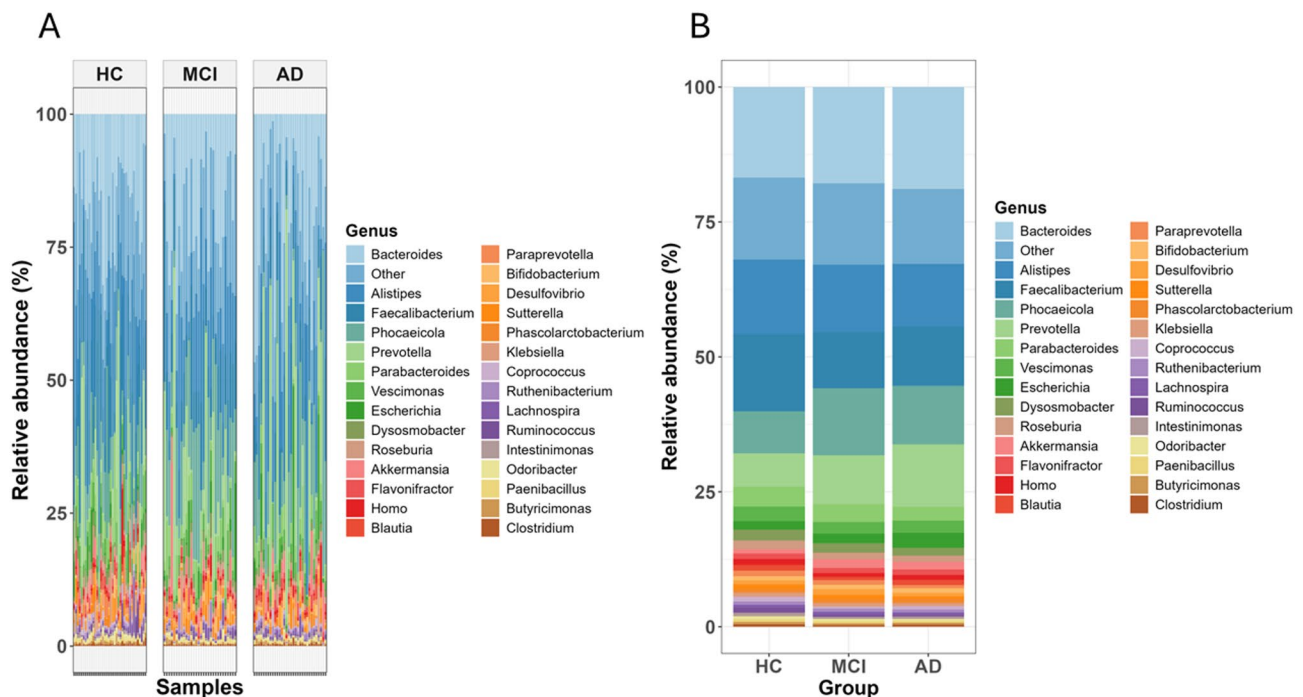 A
HC MCI AD
100
75
50
25
0
Relative abundance (%)
Samples
Genus
Bacteroides
Other
Alistipes
Faecalibacterium
Phocaeicola
Prevotella
Parabacteroides
Vescimonas
Escherichia
Dysosmobacter
Roseburia
Akkermansia
Flavonifractor
Homo
Blautia
Paraprevotella
Bifidobacterium
Desulfovibrio
Sutterella
Phascolarctobacterium
Klebsiella
Coprococcus
Ruthenibacterium
Lachnospira
Ruminococcus
Intestinimonas
Odoribacter
Paenibacillus
Butyricimonas
Clostridium
B
100
75
50
25
0
Relative abundance (%)
HC MCI AD
Group
Genus
Bacteroides
Other
Alistipes
Faecalibacterium
Phocaeicola
Prevotella
Parabacteroides
Vescimonas
Escherichia
Dysosmobacter
Roseburia
Akkermansia
Flavonifractor
Homo
Blautia
Paraprevotella
Bifidobacterium
Desulfovibrio
Sutterella
Phascolarctobacterium
Klebsiella
Coprococcus
Ruthenibacterium
Lachnospira
Ruminococcus
Intestinimonas
Odoribacter
Paenibacillus
Butyricimonas
Clostridium